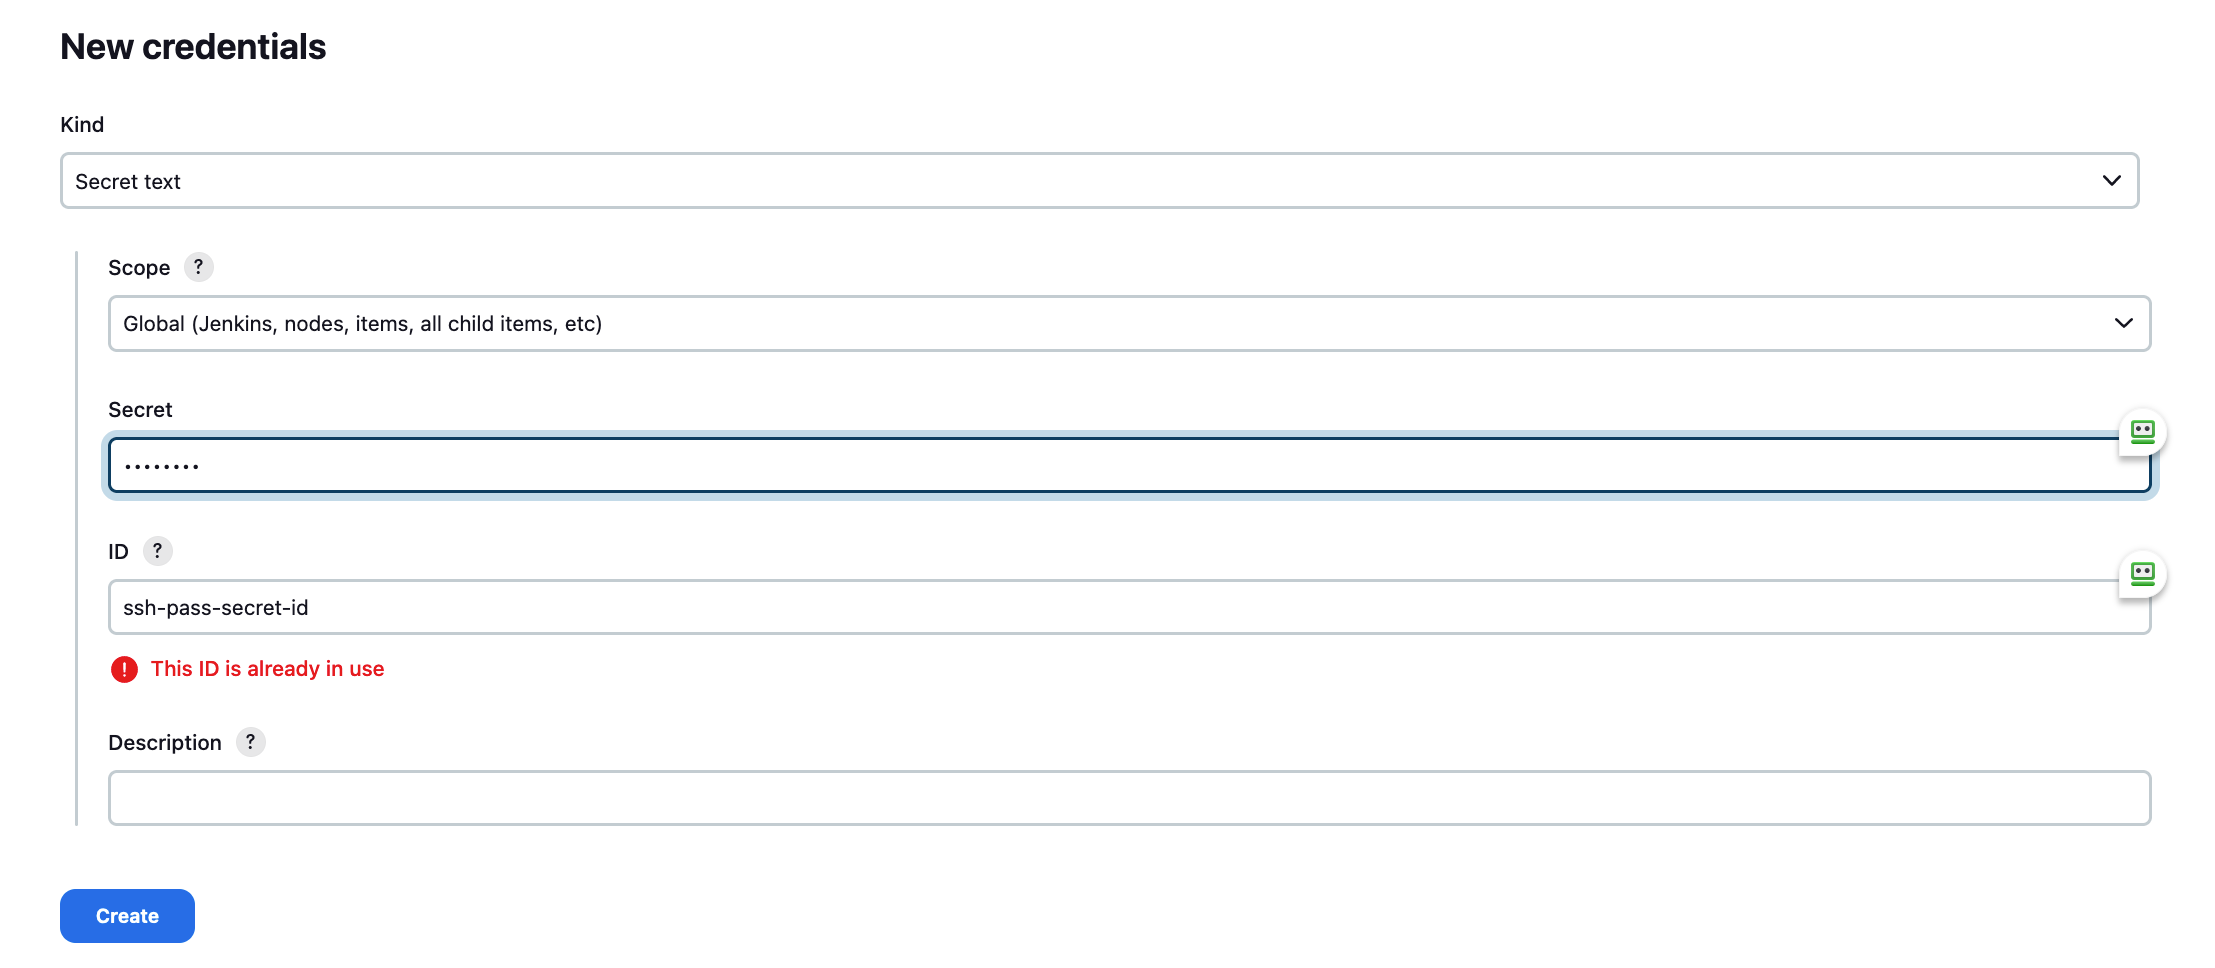 New credentials
Kind
Secret text
Scope ?
Global (Jenkins, nodes, items, all child items, etc)
Secret
••••••••
ID ?
ssh-pass-secret-id
! This ID is already in use
Description ?
Create